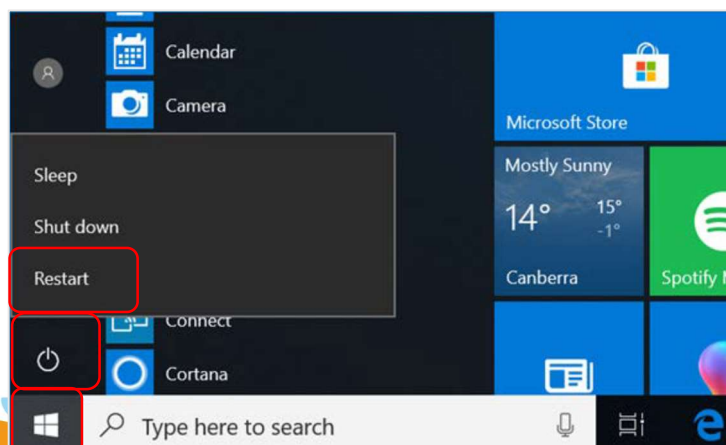 Calendar
Camera
Microsoft Store
Sleep
Shut down
Restart
Mostly Sunny
14° 15°
-1°
Canberra
Spotify
Connect
Cortana
Type here to search